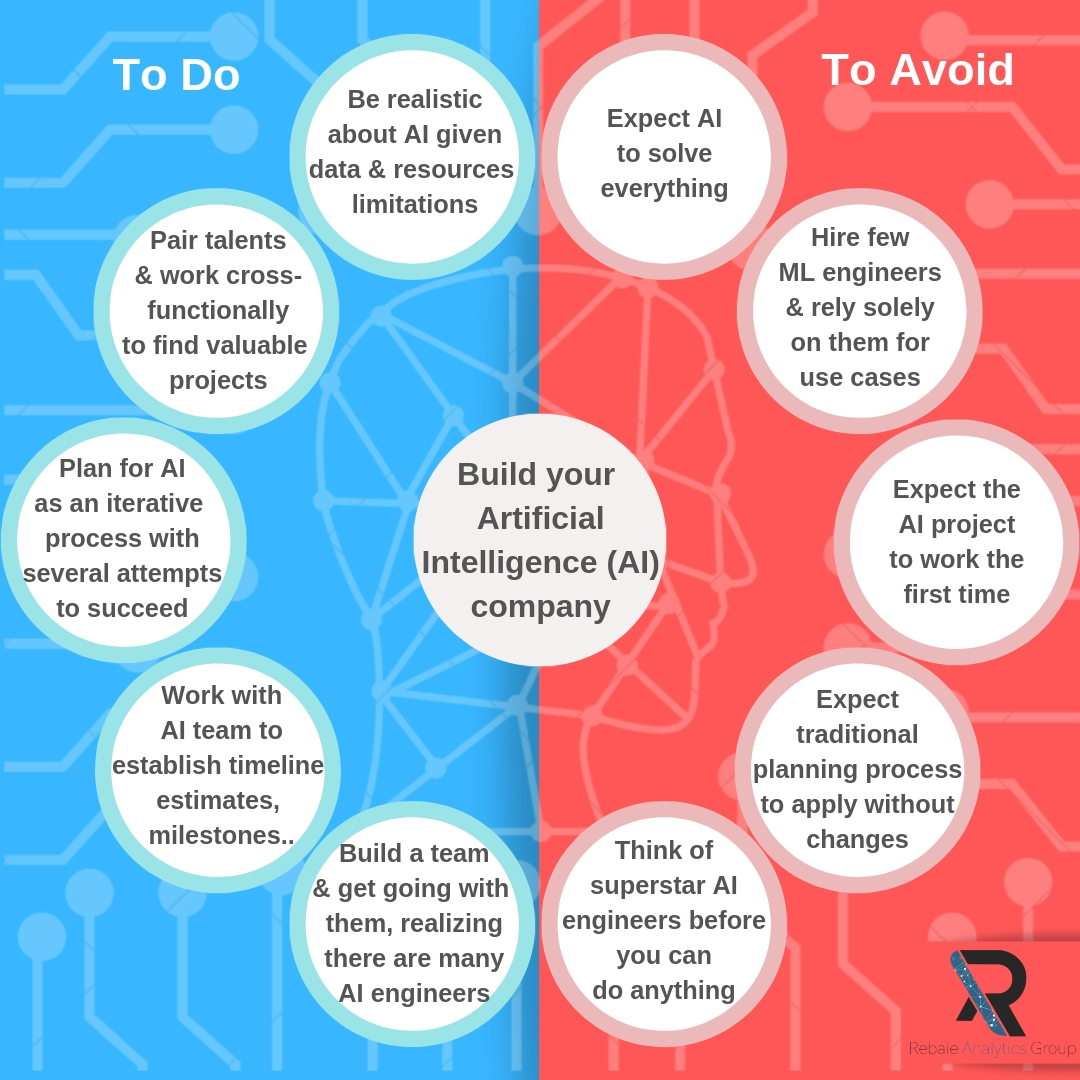 To Do
Be realistic
about AI given
data & resources
limitations
Pair talents
& work cross-
functionally
to find valuable
projects
Plan for AI
as an iterative
process with
several attempts
to succeed
Work with
AI team to
establish timeline
estimates,
milestones..
Build a team
& get going with
them, realizing
there are many
AI engineers
Build your
Artificial
Intelligence (AI)
company
To Avoid
Expect AI
to solve
everything
Hire few
ML engineers
& rely solely
on them for
use cases
Expect the
AI project
to work the
first time
Expect
traditional
planning process
to apply without
changes
Think of
superstar AI
engineers before
you can
do anything
Rebaie Analytics Group